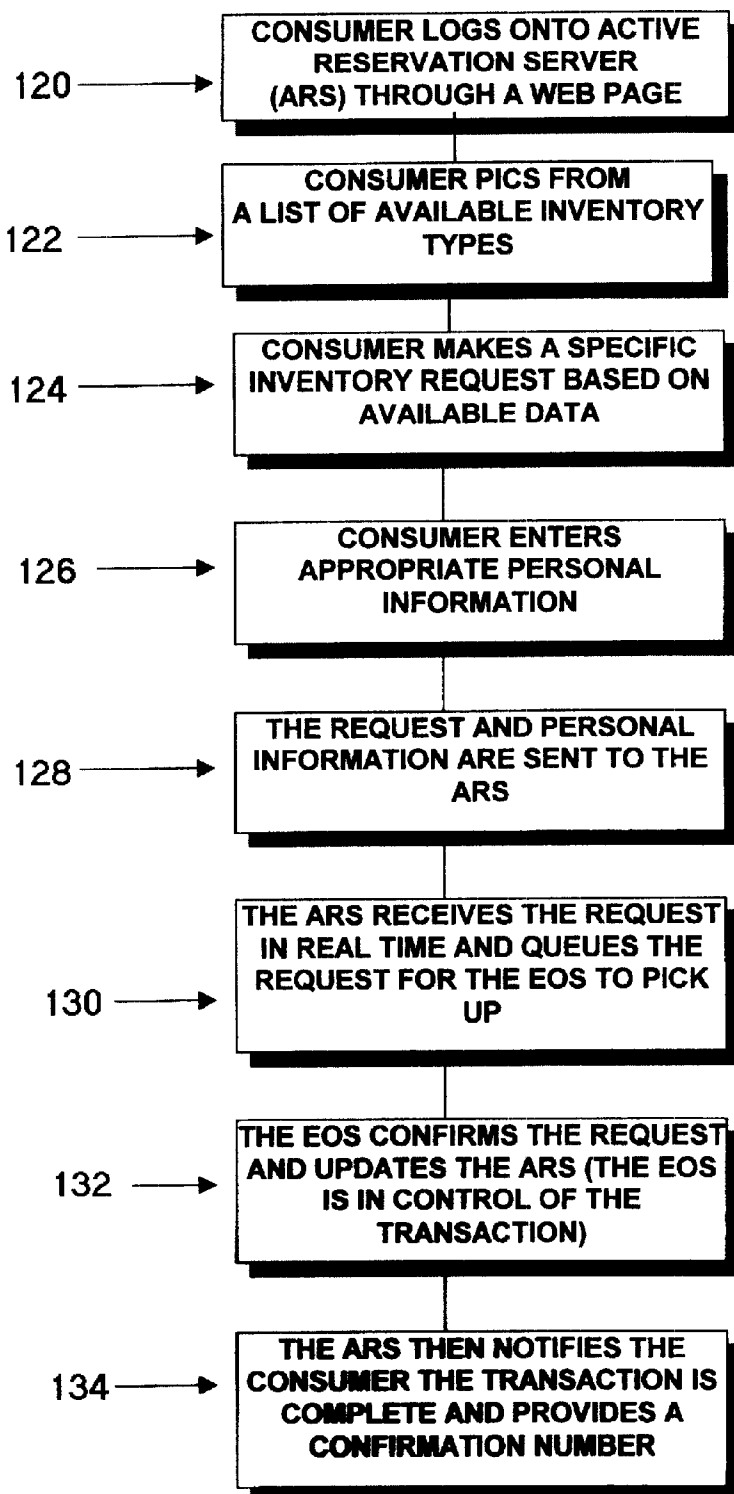 CONSUMER LOGS ONTO ACTIVE
RESERVATION SERVER
(ARS) THROUGH A WEB PAGE
120
CONSUMER PICS FROM
A LIST OF AVAILABLE INVENTORY
TYPES
122
CONSUMER MAKES A SPECIFIC
INVENTORY REQUEST BASED ON
AVAILABLE DATA
124
CONSUMER ENTERS
APPROPRIATE PERSONAL
INFORMATION
126
THE REQUEST AND PERSONAL
INFORMATION ARE SENT TO THE
ARS
128
THE ARS RECEIVES THE REQUEST
IN REAL TIME AND QUEUES THE
REQUEST FOR THE EOS TO PICK
UP
130
THE EOS CONFIRMS THE REQUEST
AND UPDATES THE ARS (THE EOS
IS IN CONTROL OF THE
TRANSACTION)
132
THE ARS THEN NOTIFIES THE
CONSUMER THE TRANSACTION IS
COMPLETE AND PROVIDES A
CONFIRMATION NUMBER
134